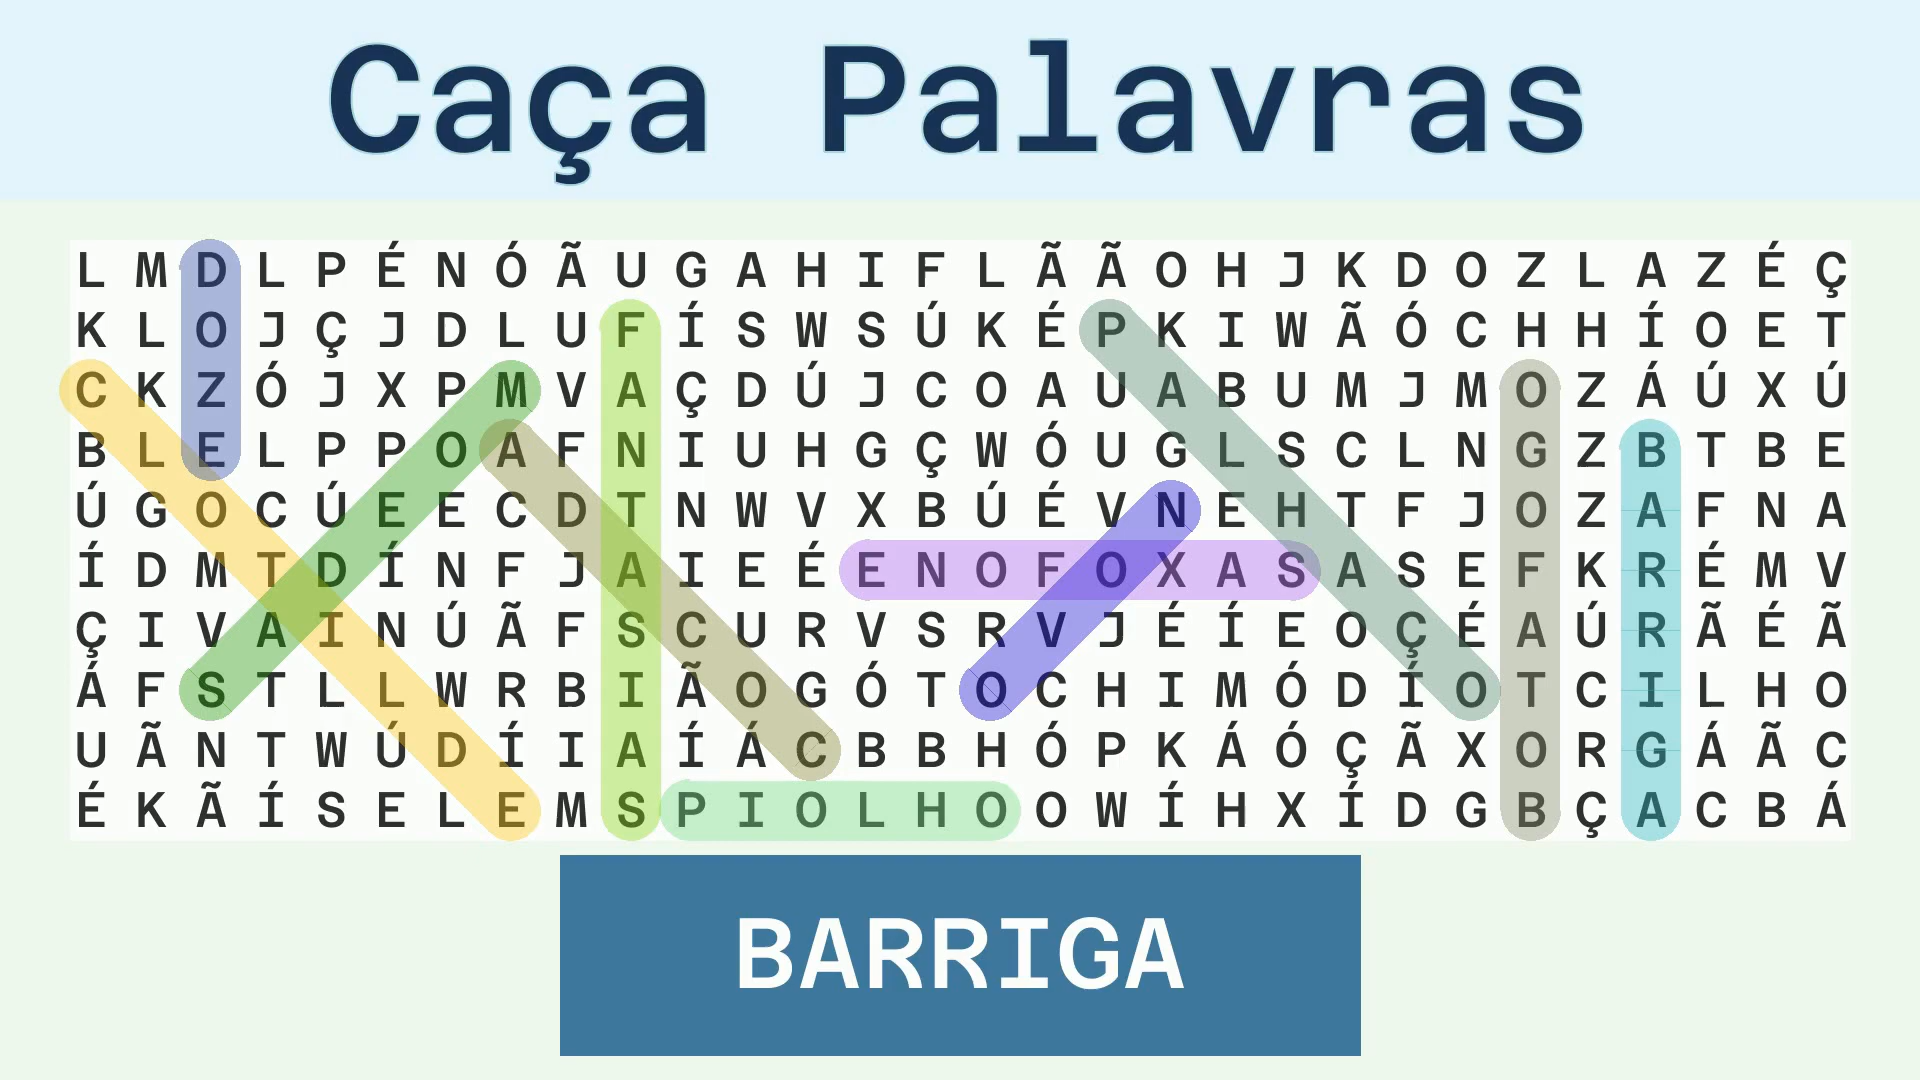 Caça Palavras
L M D L P É N Ó Ã U G A H I F L Ã Ã O H J K D O Z L A Z É Ç
K L O J Ç J D L U F Í S W S Ú K É P K I W Ã Ó C H H Í O E T
C K Z Ó J X P M V A Ç D Ú J C O A U A B U M J M O Z Á Ú X Ú
B L E L P P O A F N I U H G Ç W Ó U G L S C L N G Z B T B E
Ú G O C Ú E E C D T N W V X B Ú É V N E H T F J O Z A F N A
Í D M T D Í N F J A I E É E N O F O X A S A S E F K R É M V
Ç I V A I N Ú Ã F S C U R V S R V J É Í E O Ç É A Ú R Ã É Ã
Á F S T L L W R B I Ã O G Ó T O C H I M Ó D Í O T C I L H O
U Ã N T W Ú D Í I A Í Á C B B H Ó P K Á Ó Ç Ã X O R G Á Ã C
É K Ã Í S E L E M S P I O L H O O W Í H X Í D G B Ç A C B Á
BARRIGA